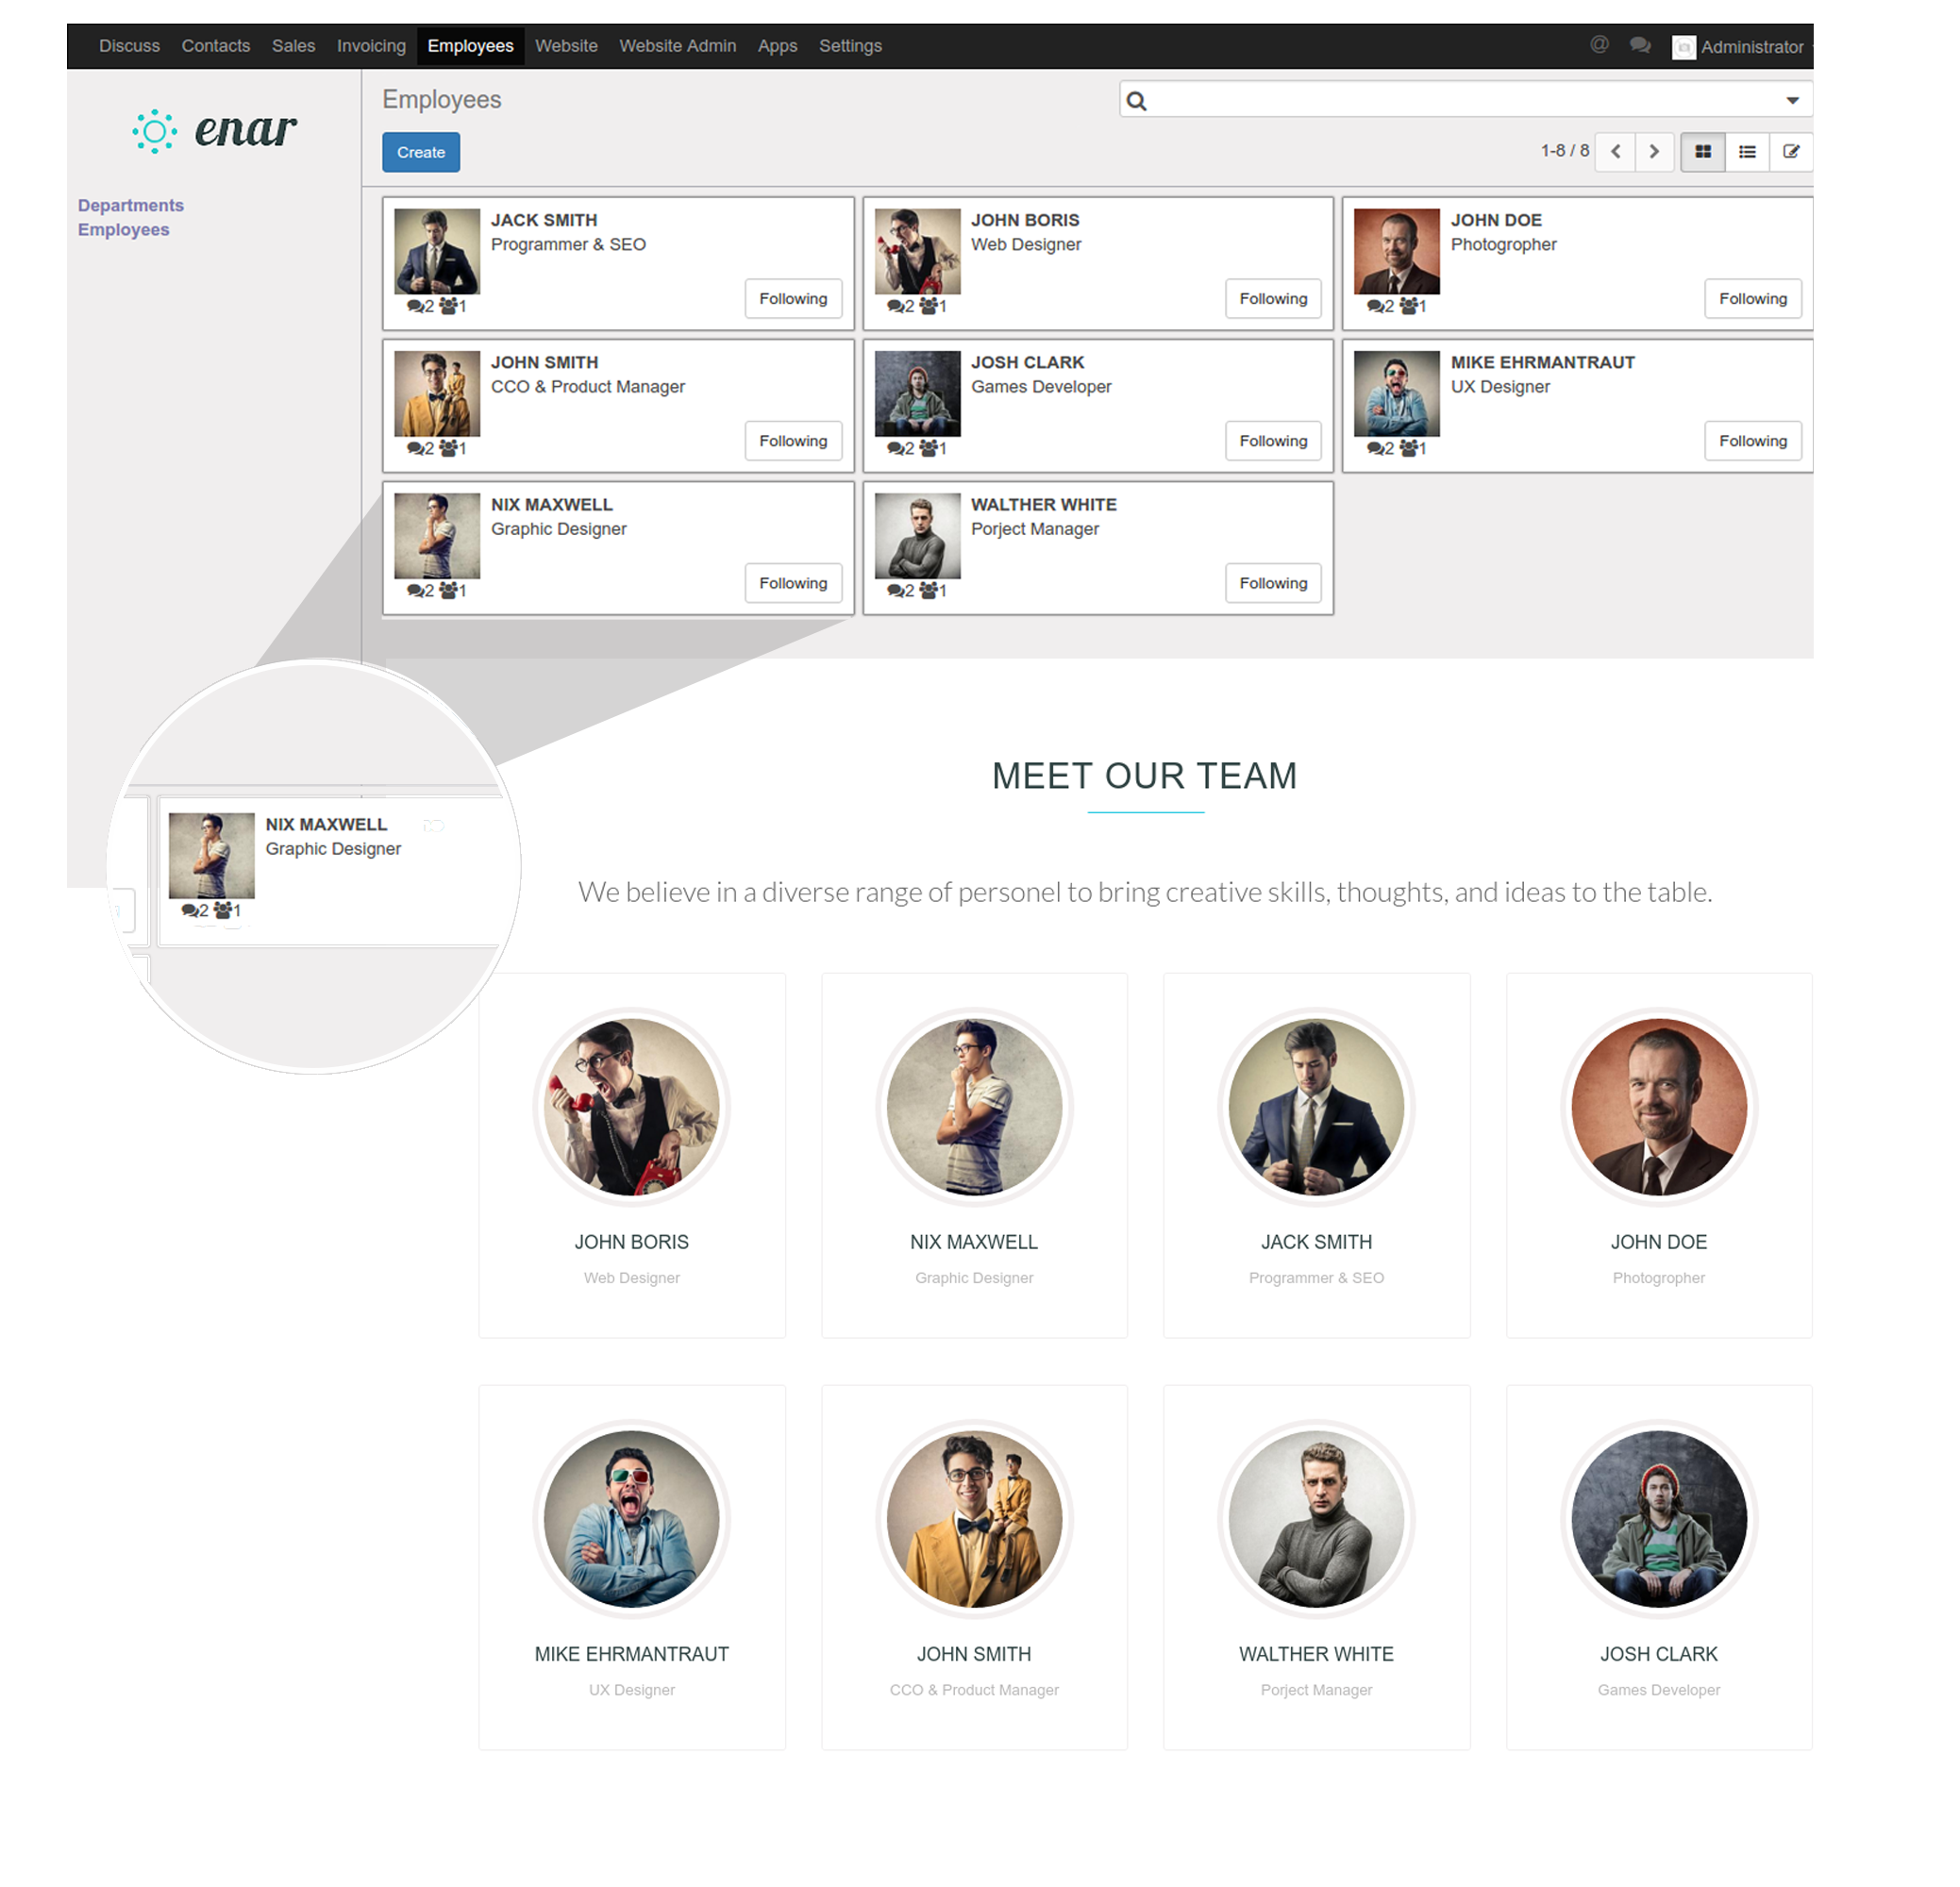 Discuss Contacts Sales Invoicing Employees Website Website Admin Apps Settings @ Administrator
enar
Departments
Employees
Employees
Create
1-8 / 8
JACK SMITH
Programmer & SEO
2 1
Following
JOHN BORIS
Web Designer
2 1
Following
JOHN DOE
Photogropher
2 1
Following
JOHN SMITH
CCO & Product Manager
2 1
Following
JOSH CLARK
Games Developer
2 1
Following
MIKE EHRMANTRAUT
UX Designer
2 1
Following
NIX MAXWELL
Graphic Designer
2 1
Following
WALTHER WHITE
Porject Manager
2 1
Following
NIX MAXWELL
Graphic Designer
2 1
MEET OUR TEAM
We believe in a diverse range of personel to bring creative skills, thoughts, and ideas to the table.
JOHN BORIS
Web Designer
NIX MAXWELL
Graphic Designer
JACK SMITH
Programmer & SEO
JOHN DOE
Photogropher
MIKE EHRMANTRAUT
UX Designer
JOHN SMITH
CCO & Product Manager
WALTHER WHITE
Porject Manager
JOSH CLARK
Games Developer